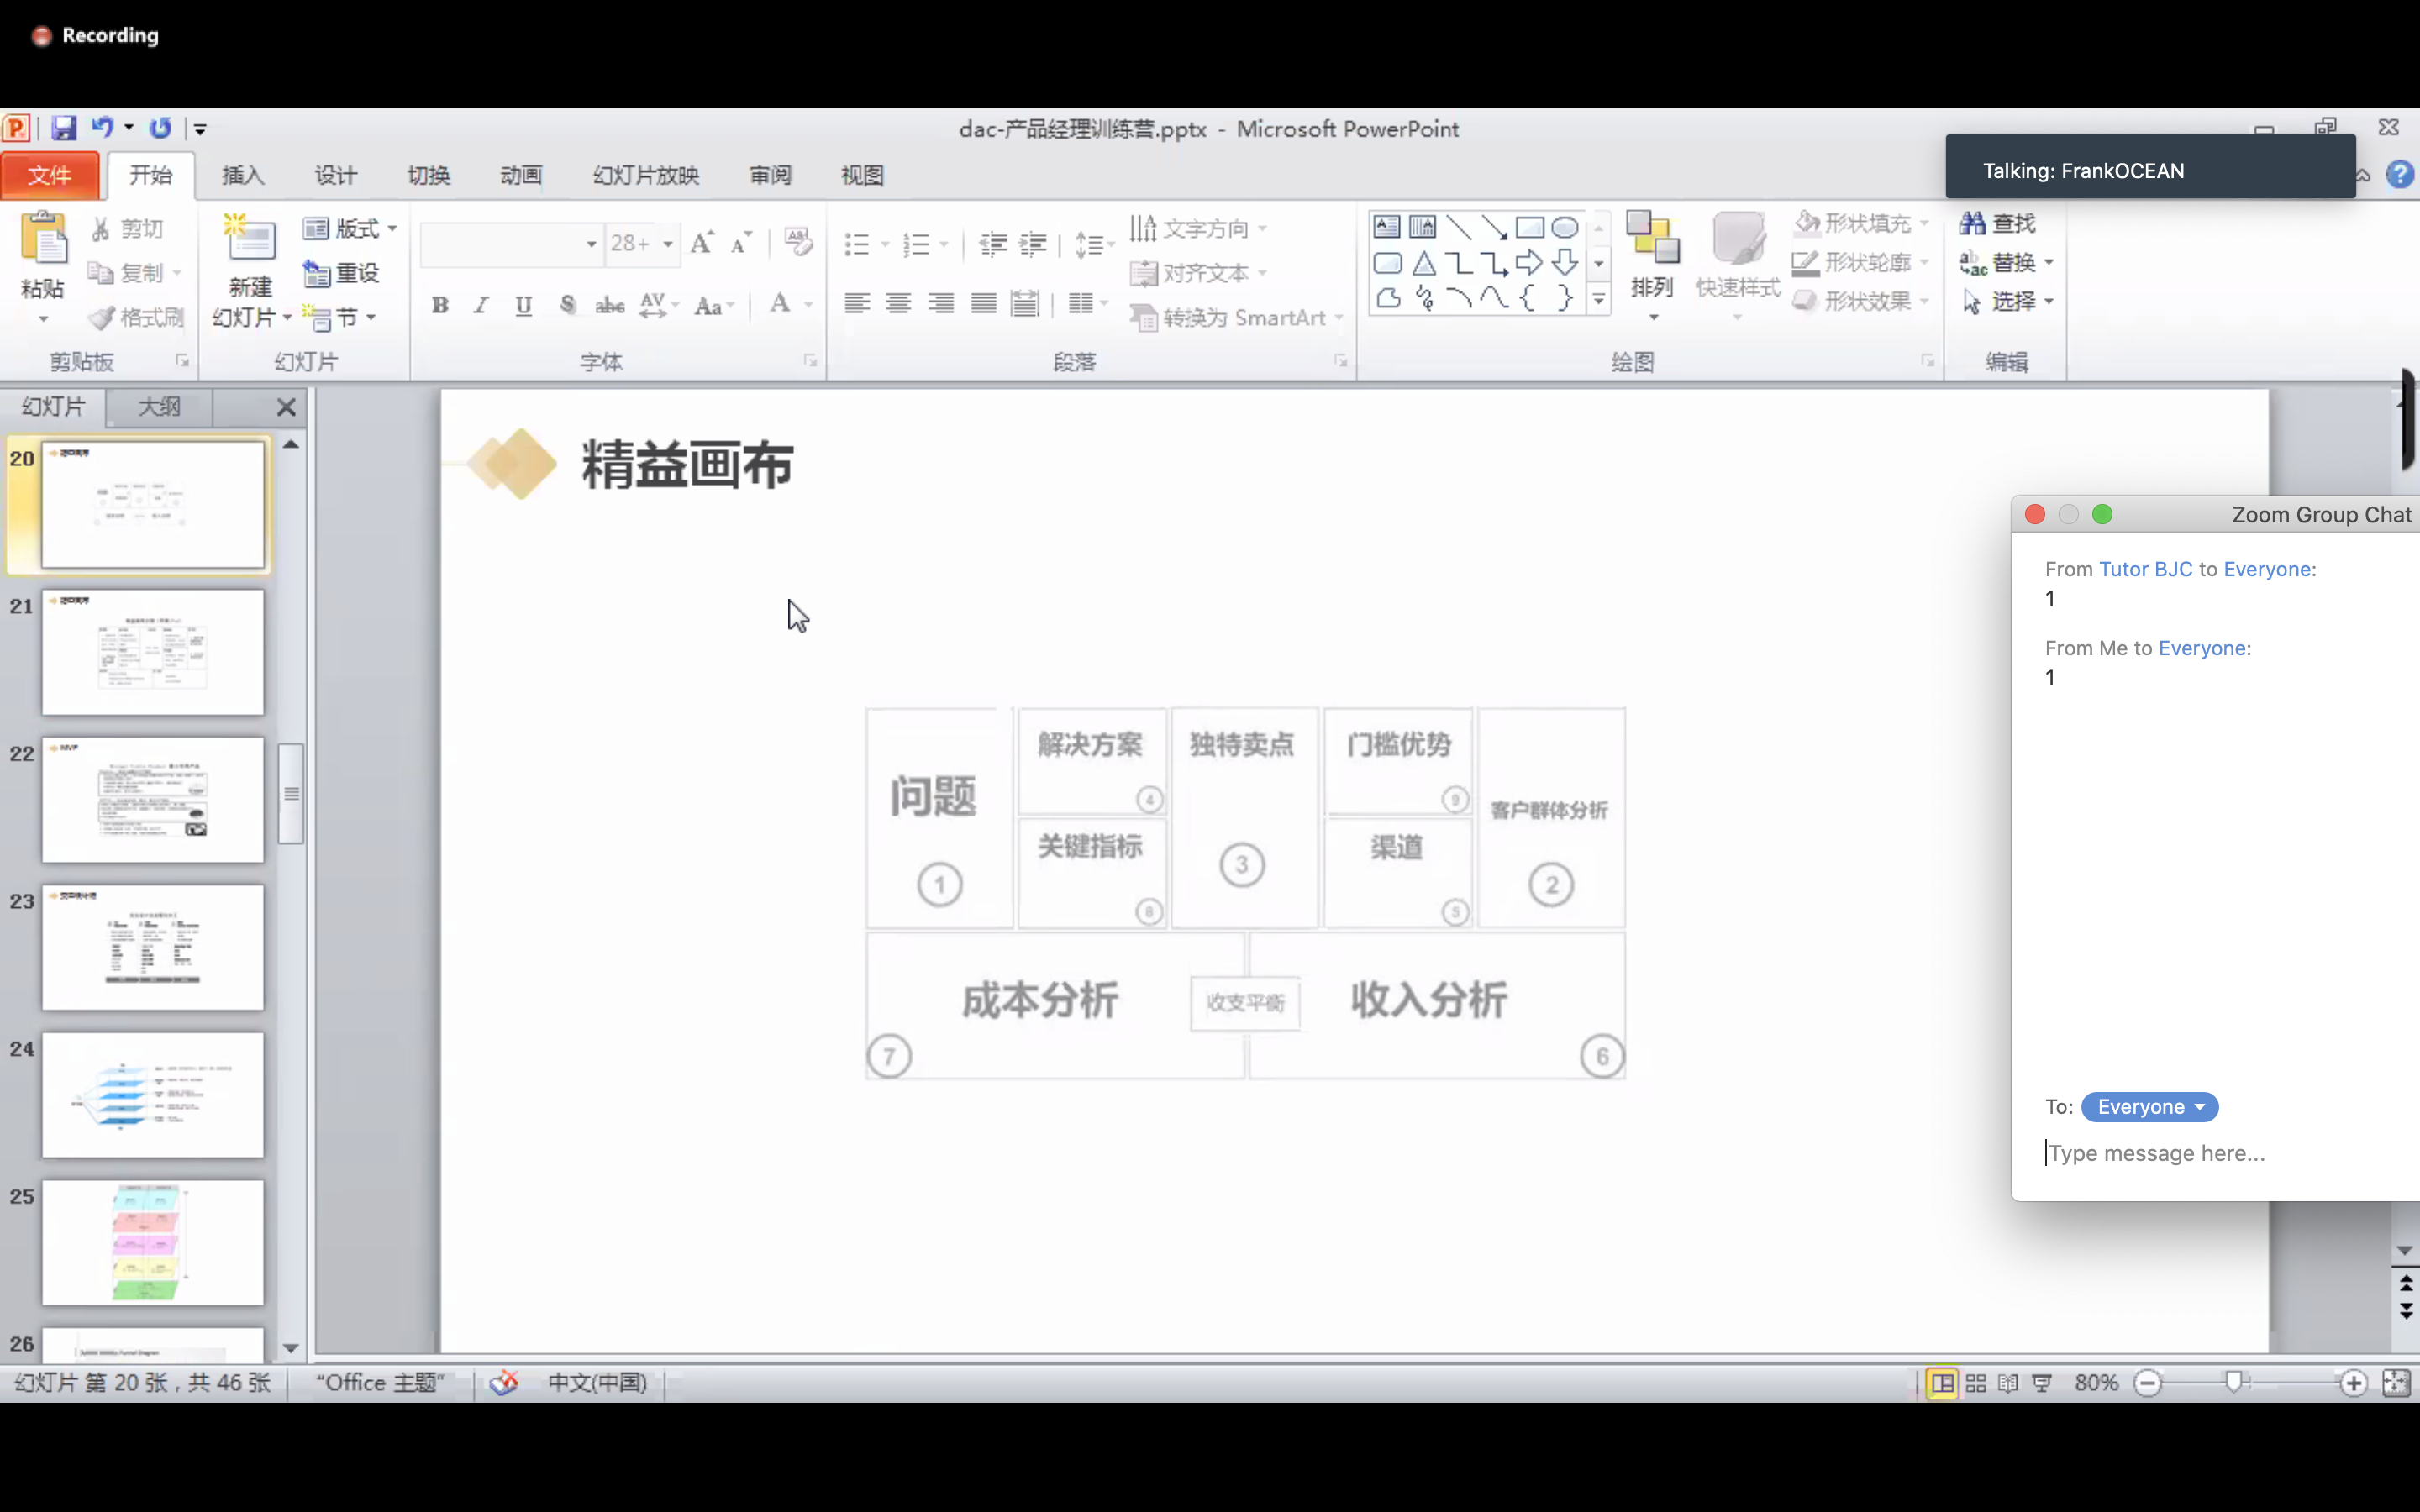 Recording
dac-产品经理训练营.pptx - Microsoft PowerPoint
Talking: FrankOCEAN
文件 开始 插入 设计 切换 动画 幻灯片放映 审阅 视图
粘贴
剪切
复制
格式刷
剪贴板
新建
幻灯片
版式
重设
节
幻灯片
28+
B I U S abc AV Aa A
字体
文字方向
对齐文本
转换为 SmartArt
段落
排列
快速样式
形状填充
形状轮廓
形状效果
绘图
查找
替换
选择
编辑
幻灯片 大纲
20
21
22
23
24
25
26
精益画布
问题
1
解决方案
4
关键指标
8
独特卖点
3
门槛优势
9
渠道
5
客户群体分析
2
成本分析
7
收支平衡
收入分析
6
Zoom Group Chat
From Tutor BJC to Everyone:
1
From Me to Everyone:
1
To: Everyone
Type message here...
幻灯片 第 20 张，共 46 张
“Office 主题”
中文(中国)
80%